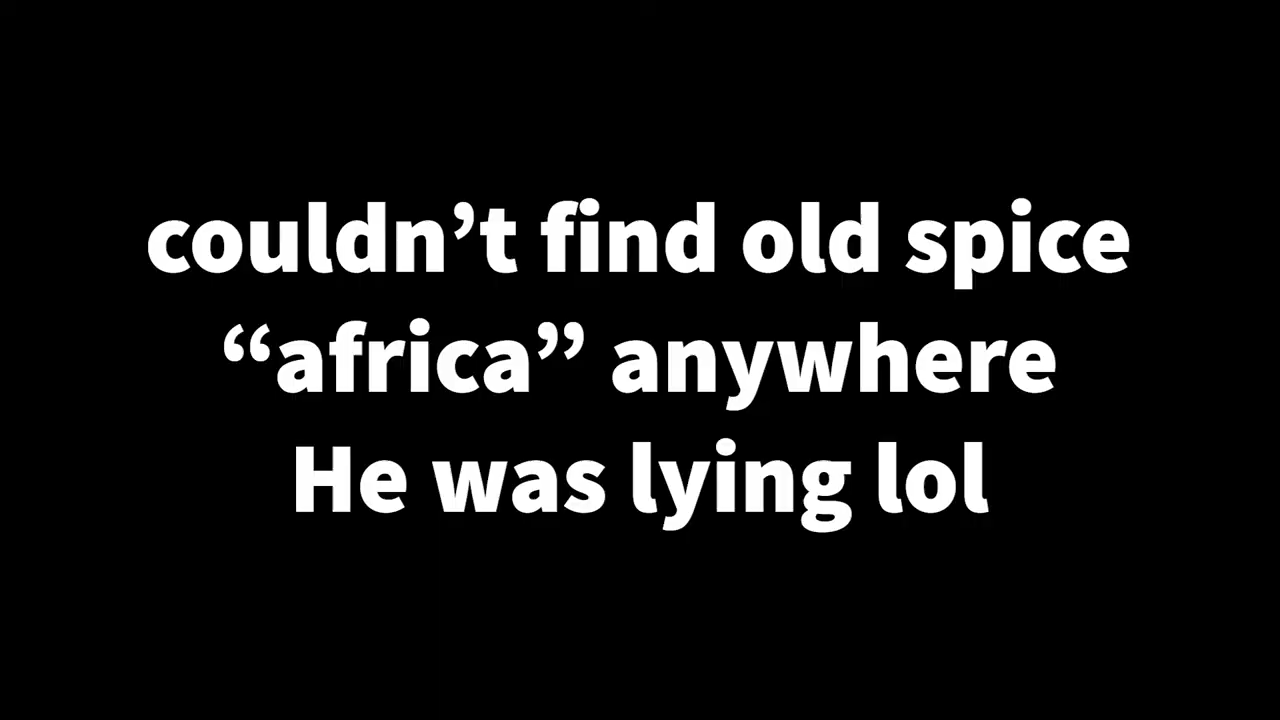 couldn’t find old spice
“africa” anywhere
He was lying lol